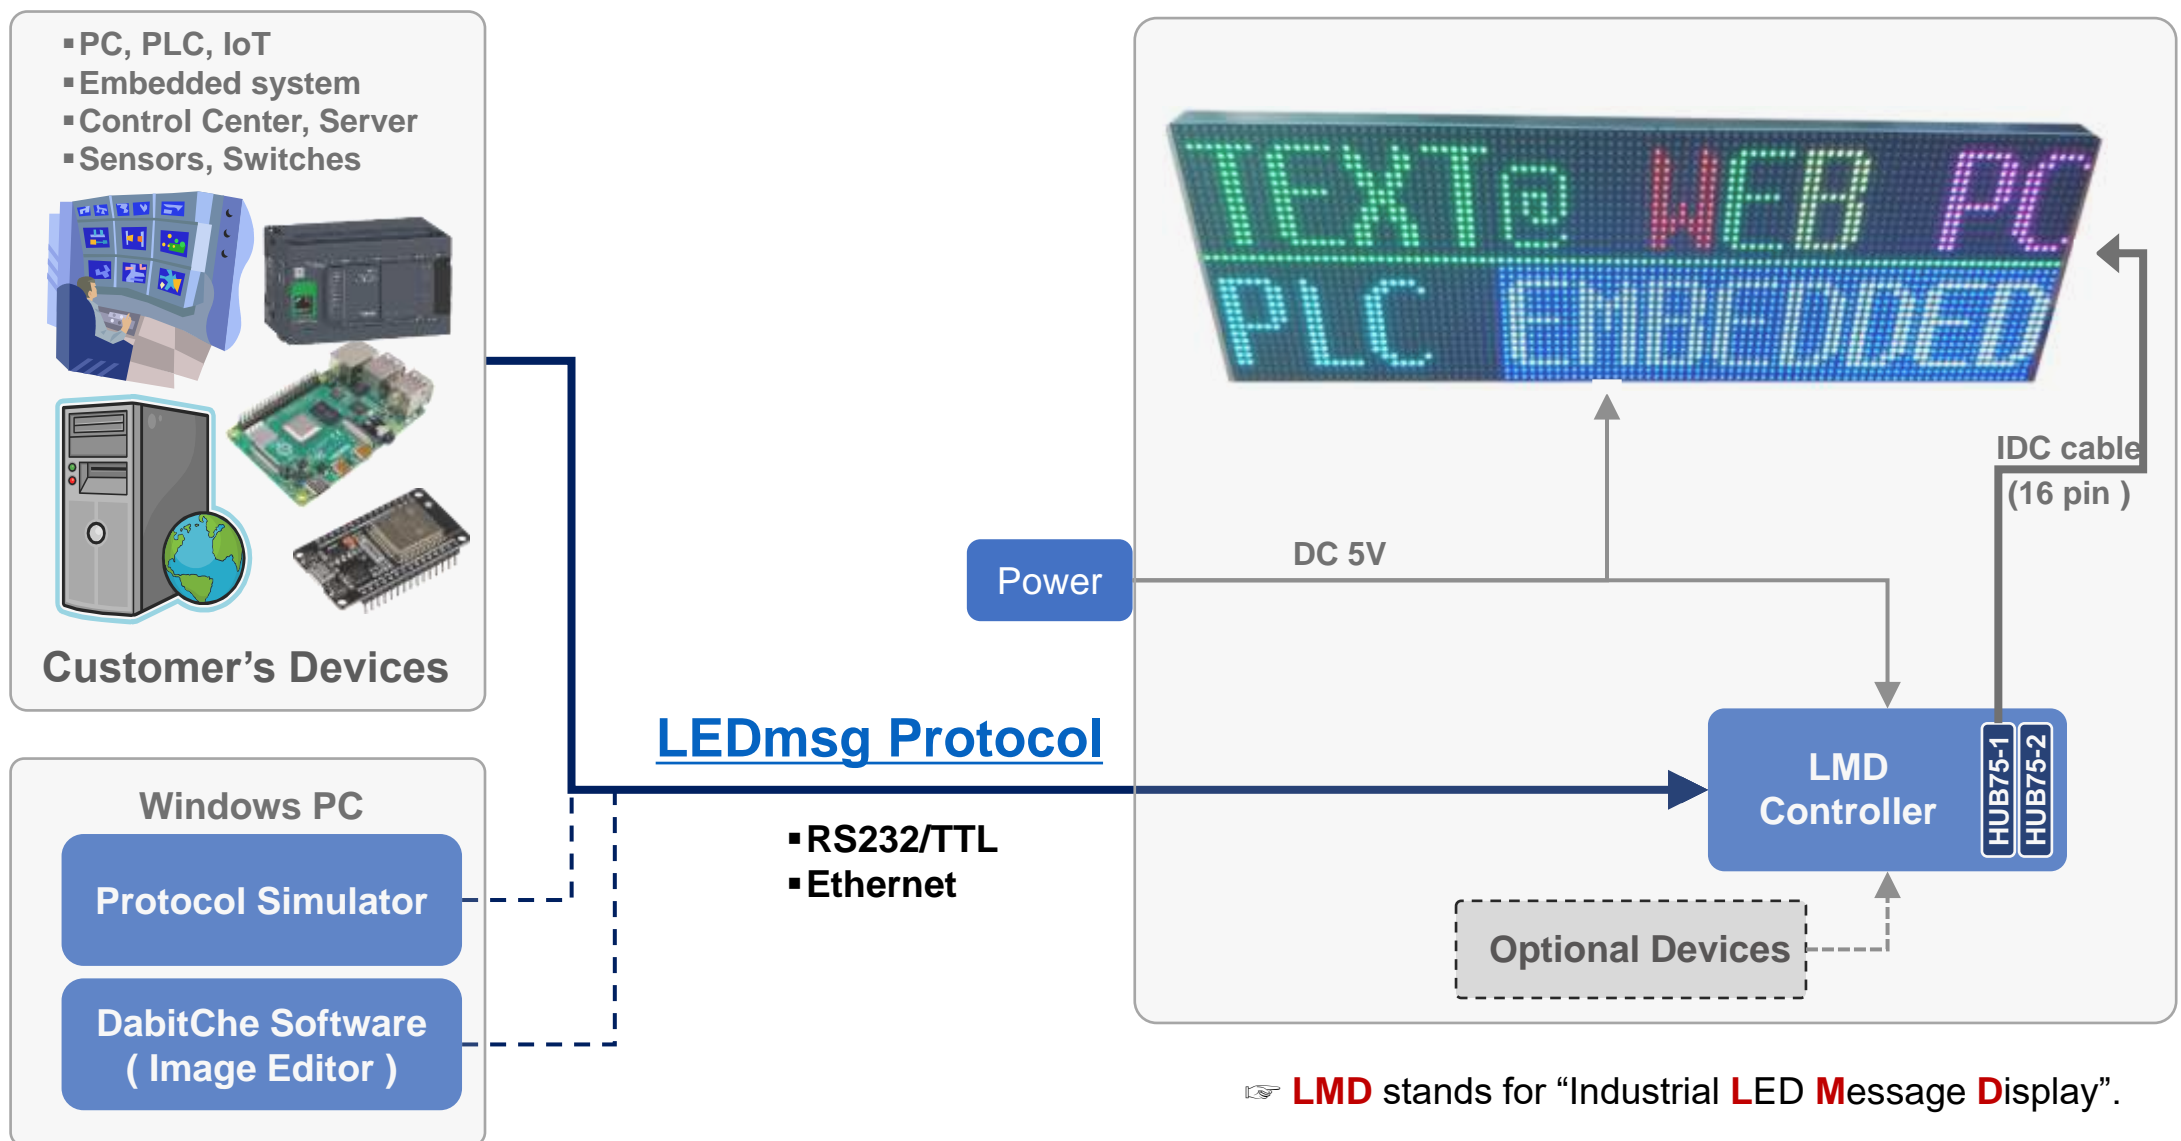 ▪PC, PLC, IoT
▪Embedded system
▪Control Center, Server
▪Sensors, Switches
Customer’s Devices
Windows PC
Protocol Simulator
DabitChe Software
( Image Editor )
LEDmsg Protocol
▪RS232/TTL
▪Ethernet
TEXT@ WEB PC
PLC EMBEDDED
IDC cable
(16 pin )
Power
DC 5V
LMD
Controller
HUB75-1
HUB75-2
Optional Devices
☞ LMD stands for “Industrial LED Message Display”.